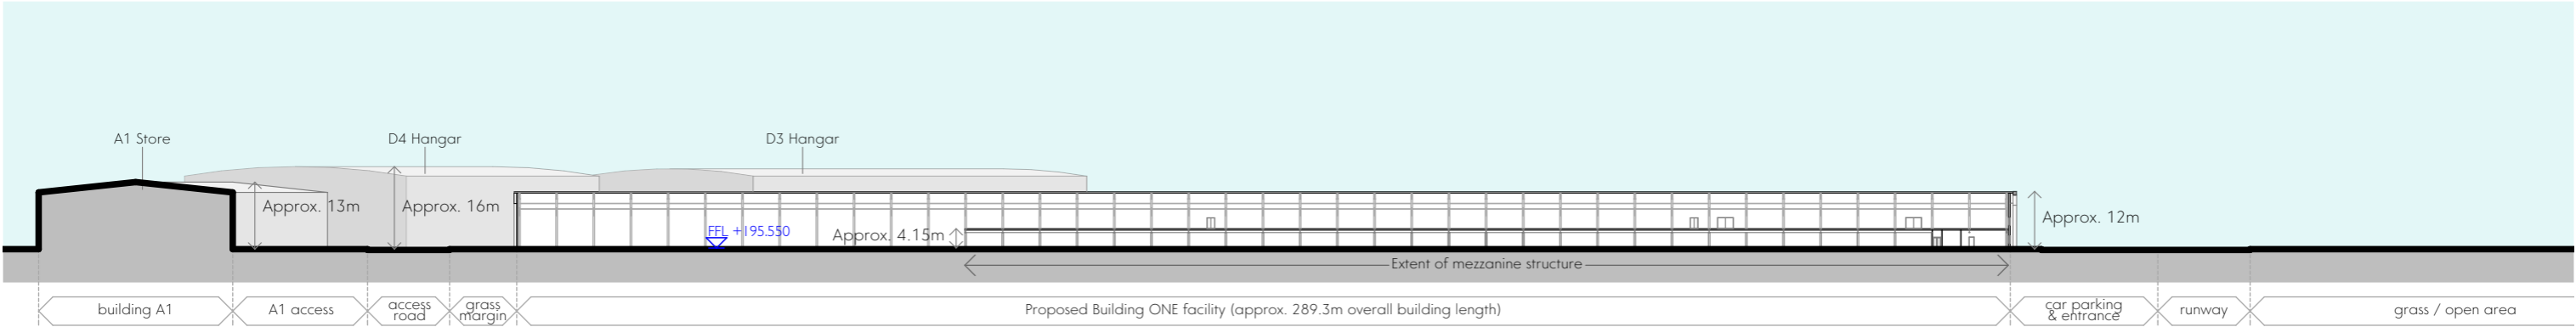 A1 Store
D4 Hangar
D3 Hangar
Approx. 13m
Approx. 16m
FFL +195.550
Approx. 4.15m
Approx. 12m
Extent of mezzanine structure
building A1
A1 access
access
road
grass
margin
Proposed Building ONE facility (approx. 289.3m overall building length)
car parking
& entrance
runway
grass / open area